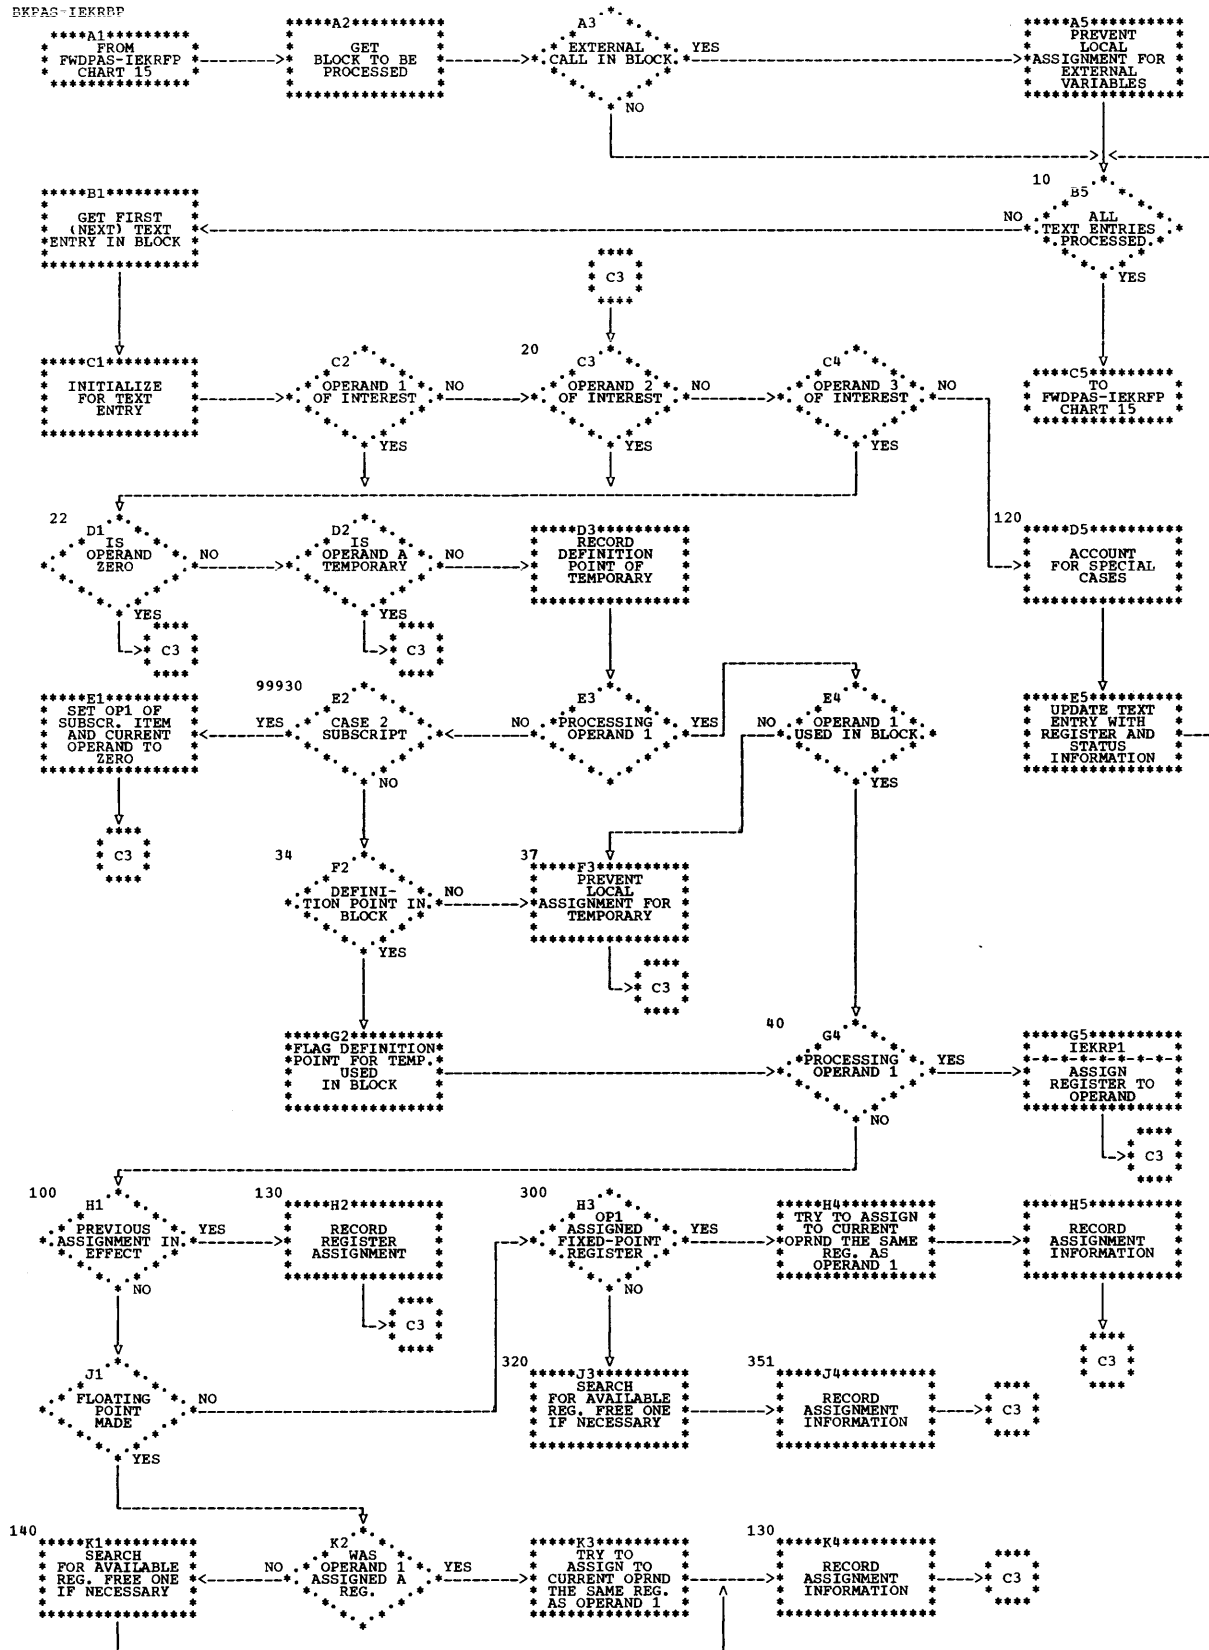 BKPAS-IEKRBP
A1
FROM
FWDPAS-IEKRFP
CHART 15
A2
GET
BLOCK TO BE
PROCESSED
A3
EXTERNAL
CALL IN BLOCK
YES
NO
A5
PREVENT
LOCAL
ASSIGNMENT FOR
EXTERNAL
VARIABLES
B1
GET FIRST
(NEXT) TEXT
ENTRY IN BLOCK
10
B5
ALL
TEXT ENTRIES
PROCESSED
NO
YES
C3
C1
INITIALIZE
FOR TEXT
ENTRY
C2
OPERAND 1
OF INTEREST
NO
YES
20
C3
OPERAND 2
OF INTEREST
NO
YES
C4
OPERAND 3
OF INTEREST
NO
YES
C5
TO
FWDPAS-IEKRFP
CHART 15
22
D1
IS
OPERAND
ZERO
NO
YES
C3
D2
IS
OPERAND A
TEMPORARY
NO
YES
C3
D3
RECORD
DEFINITION
POINT OF
TEMPORARY
120
D5
ACCOUNT
FOR SPECIAL
CASES
E1
SET OP1 OF
SUBSCR. ITEM
AND CURRENT
OPERAND TO
ZERO
C3
99930
E2
CASE 2
SUBSCRIPT
YES
NO
E3
PROCESSING
OPERAND 1
NO
YES
E4
OPERAND 1
USED IN BLOCK
NO
YES
E5
UPDATE TEXT
ENTRY WITH
REGISTER AND
STATUS
INFORMATION
34
F2
DEFINI-
TION POINT IN
BLOCK
NO
YES
37
F3
PREVENT
LOCAL
ASSIGNMENT FOR
TEMPORARY
C3
G2
FLAG DEFINITION
POINT FOR TEMP.
USED
IN BLOCK
40
G4
PROCESSING
OPERAND 1
YES
NO
G5
IEKRP1
ASSIGN
REGISTER TO
OPERAND
C3
100
H1
PREVIOUS
ASSIGNMENT IN
EFFECT
YES
NO
130
H2
RECORD
REGISTER
ASSIGNMENT
C3
300
H3
OP1
ASSIGNED
FIXED-POINT
REGISTER
YES
NO
H4
TRY TO ASSIGN
TO CURRENT
OPRND THE SAME
REG. AS
OPERAND 1
H5
RECORD
ASSIGNMENT
INFORMATION
C3
J1
FLOATING
POINT
MADE
NO
YES
320
J3
SEARCH
FOR AVAILABLE
REG. FREE ONE
IF NECESSARY
351
J4
RECORD
ASSIGNMENT
INFORMATION
C3
140
K1
SEARCH
FOR AVAILABLE
REG. FREE ONE
IF NECESSARY
K2
WAS
OPERAND 1
ASSIGNED A
REG.
NO
YES
K3
TRY TO
ASSIGN TO
CURRENT OPRND
THE SAME REG.
AS OPERAND 1
130
K4
RECORD
ASSIGNMENT
INFORMATION
C3